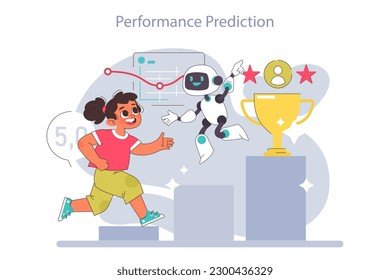 Performance Prediction
5,0
shutterstock.com · 2300436329